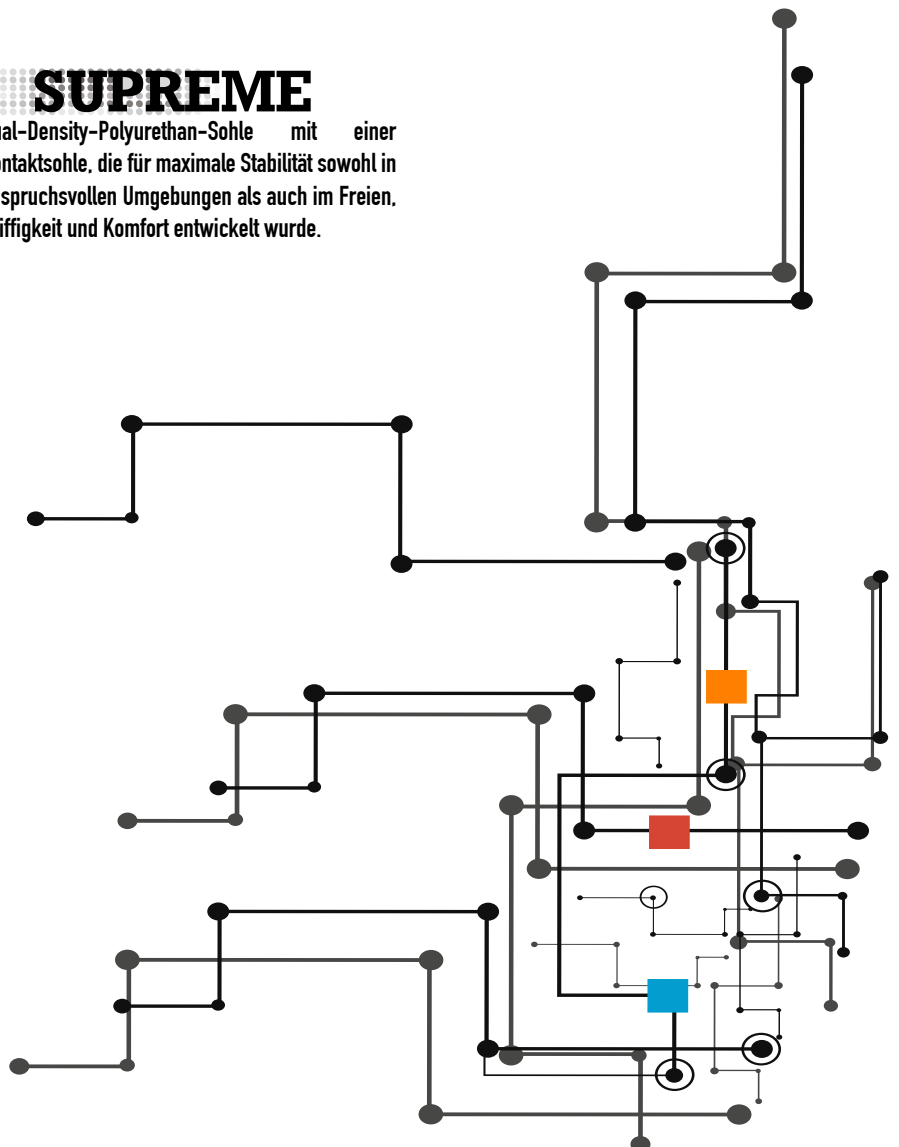 SUPREME
ual-Density-Polyurethan-Sohle mit einer
ontaktsohle, die für maximale Stabilität sowohl in
spruchsvollen Umgebungen als auch im Freien,
iffigkeit und Komfort entwickelt wurde.